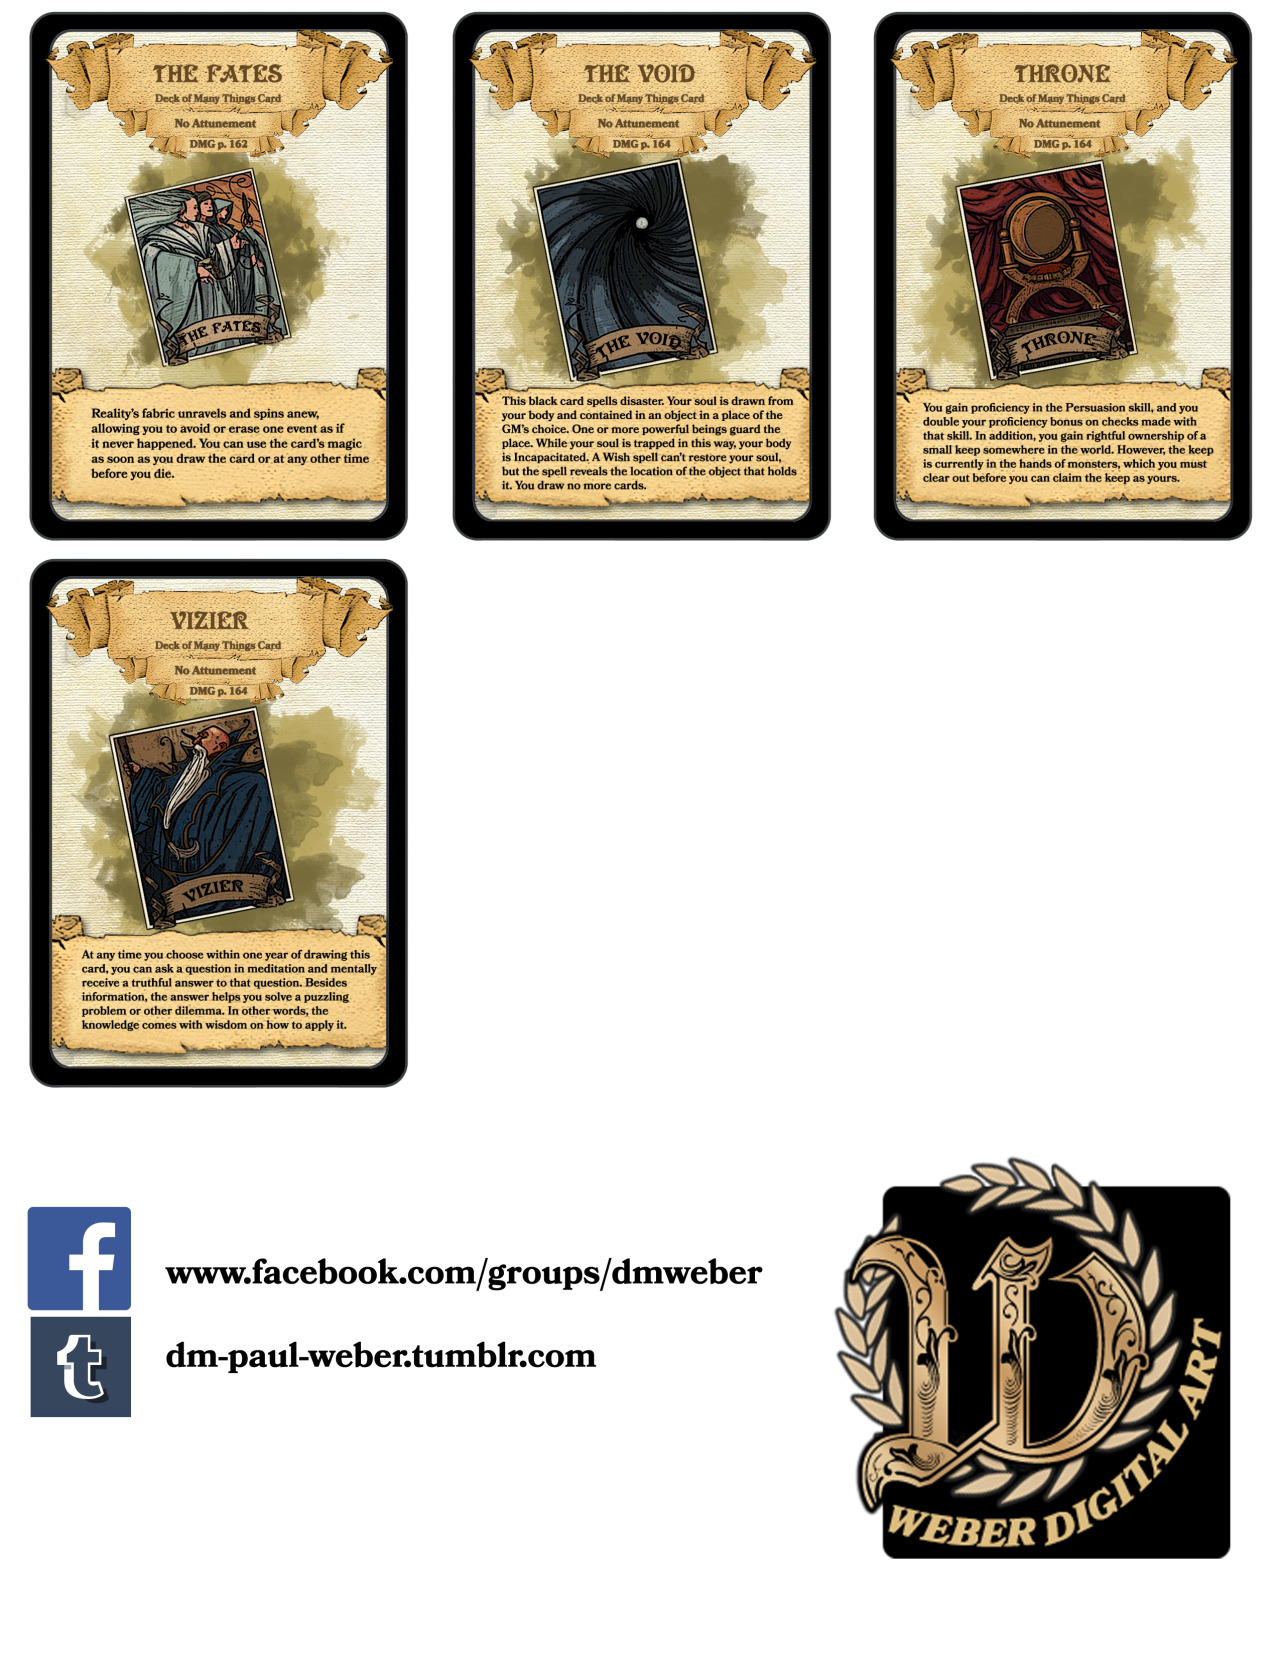 THE FATES
Deck of Many Things Card
No Attunement
DMG p. 162
THE FATES
Reality's fabric unravels and spins anew,
allowing you to avoid or erase one event as if
it never happened. You can use the card's magic
as soon as you draw the card or at any other time
before you die.
THE VOID
Deck of Many Things Card
No Attunement
DMG p. 164
THE VOID
This black card spells disaster. Your soul is drawn from
your body and contained in an object in a place of the
GM's choice. One or more powerful beings guard the
place. While your soul is trapped in this way, your body
is Incapacitated. A Wish spell can't restore your soul,
but the spell reveals the location of the object that holds
it. You draw no more cards.
THRONE
Deck of Many Things Card
No Attunement
DMG p. 164
THRONE
You gain proficiency in the Persuasion skill, and you
double your proficiency bonus on checks made with
that skill. In addition, you gain rightful ownership of a
small keep somewhere in the world. However, the keep
is currently in the hands of monsters, which you must
clear out before you can claim the keep as yours.
VIZIER
Deck of Many Things Card
No Attunement
DMG p. 164
VIZIER
At any time you choose within one year of drawing this
card, you can ask a question in meditation and mentally
receive a truthful answer to that question. Besides
information, the answer helps you solve a puzzling
problem or other dilemma. In other words, the
knowledge comes with wisdom on how to apply it.
f
www.facebook.com/groups/dmweber
t
dm-paul-weber.tumblr.com
W
WEBER DIGITAL ART